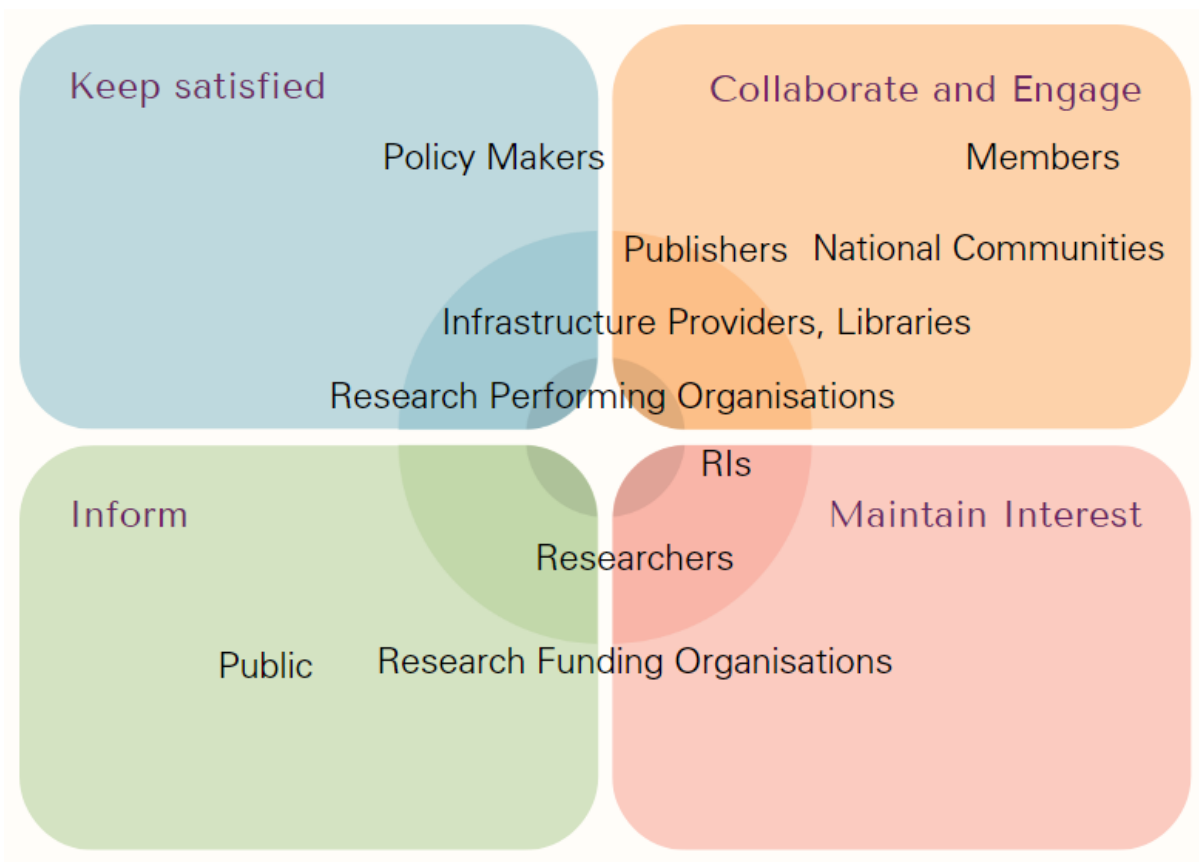 Keep satisfied
Collaborate and Engage
Policy Makers
Members
Publishers
National Communities
Infrastructure Providers, Libraries
Research Performing Organisations
RIs
Inform
Maintain Interest
Researchers
Public
Research Funding Organisations